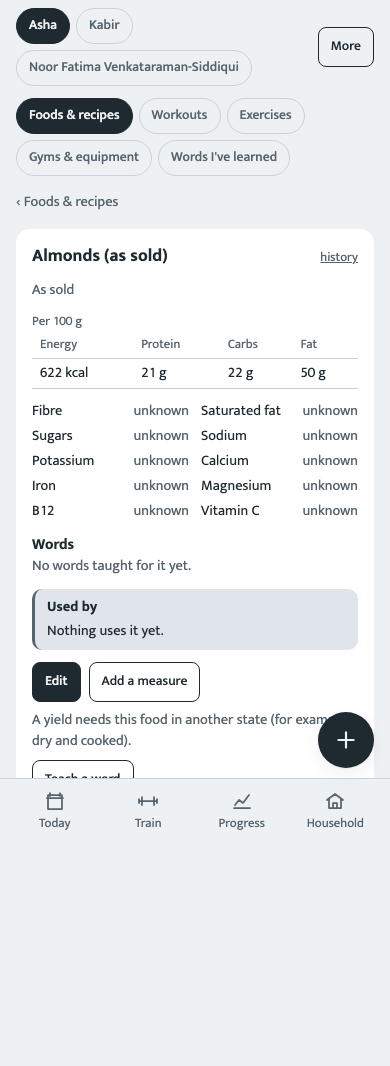 Asha
Kabir
More
Noor Fatima Venkataraman-Siddiqui
Foods & recipes
Workouts
Exercises
Gyms & equipment
Words I've learned
‹ Foods & recipes
Almonds (as sold)
history
As sold
Per 100 g
Energy Protein Carbs Fat
622 kcal 21 g 22 g 50 g
Fibre unknown Saturated fat unknown
Sugars unknown Sodium unknown
Potassium unknown Calcium unknown
Iron unknown Magnesium unknown
B12 unknown Vitamin C unknown
Words
No words taught for it yet.
Used by
Nothing uses it yet.
Edit
Add a measure
A yield needs this food in another state (for
dry and cooked).
Teach a word
Today
Train
Progress
Household